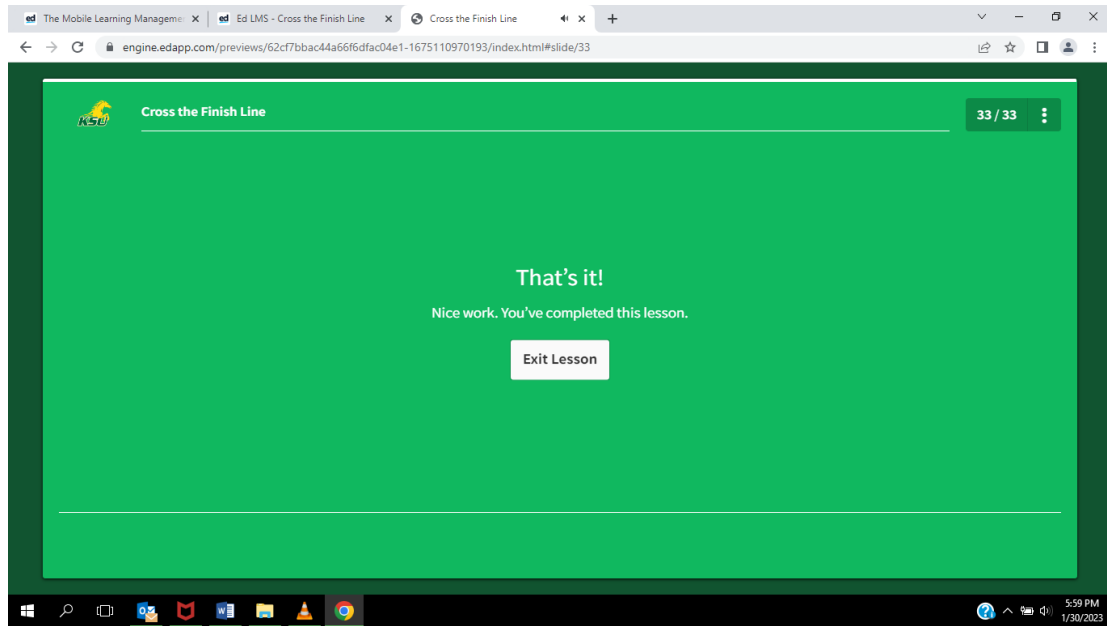 The Mobile Learning Manageme
Ed LMS - Cross the Finish Line
Cross the Finish Line
engine.edapp.com/previews/62cf7bbac44a66f6dfac04e1-1675110970193/index.html#slide/33
KSU
Cross the Finish Line
33 / 33
That's it!
Nice work. You've completed this lesson.
Exit Lesson
5:59 PM
1/30/2023